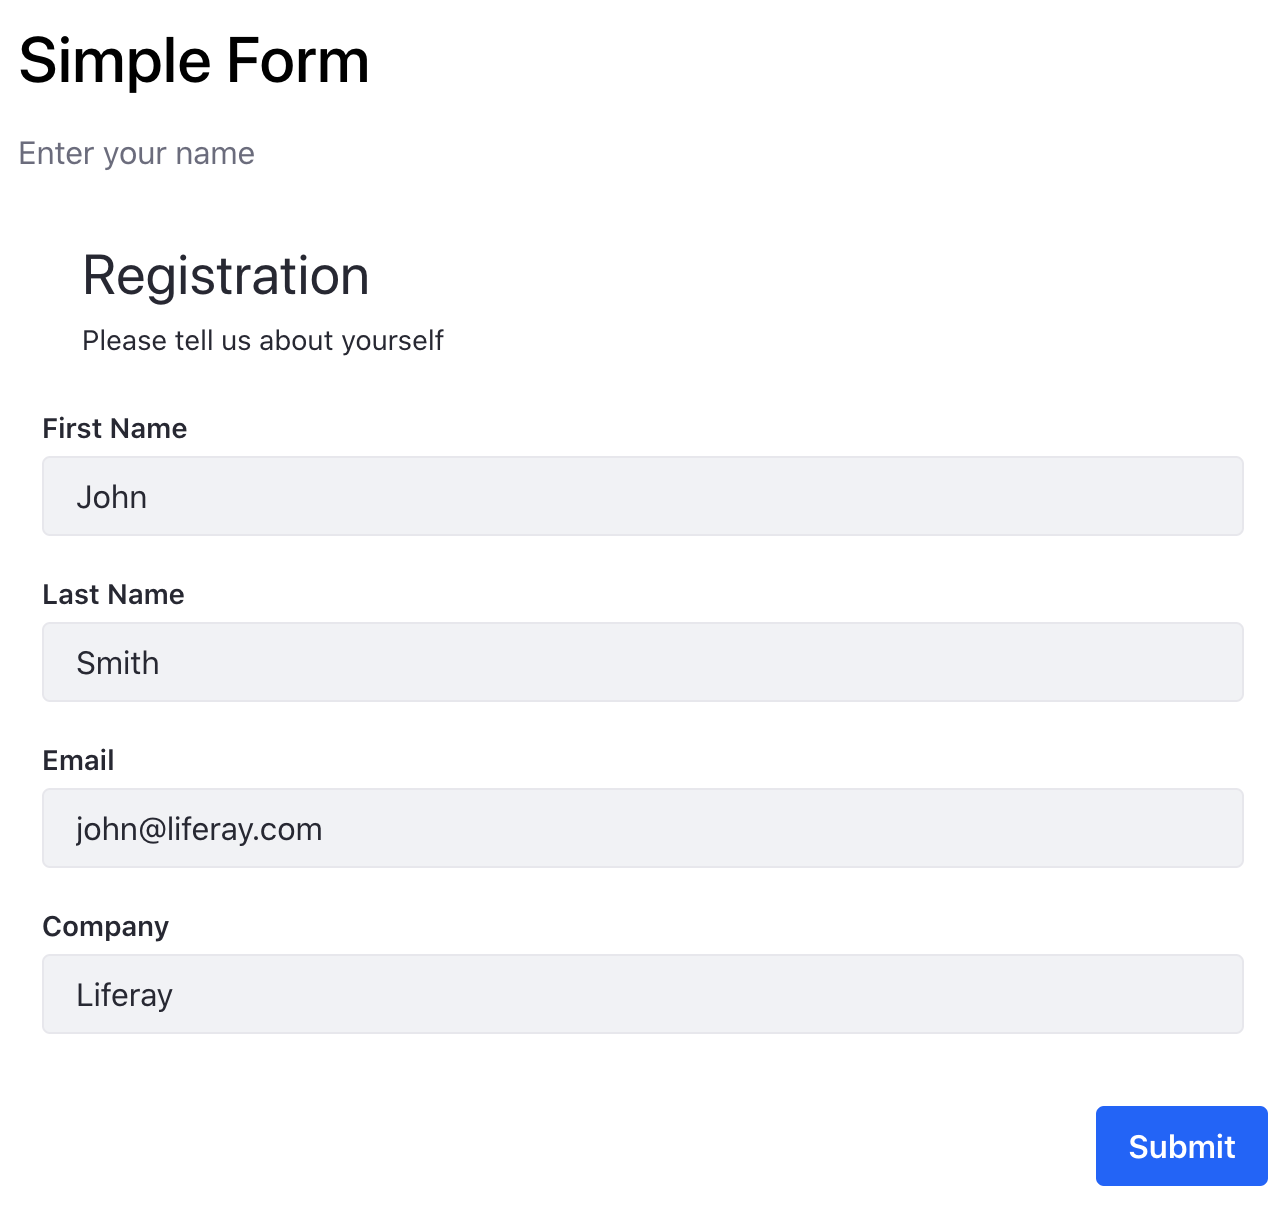 Simple Form
Enter your name
Registration
Please tell us about yourself
First Name
John
Last Name
Smith
Email
john@liferay.com
Company
Liferay
Submit